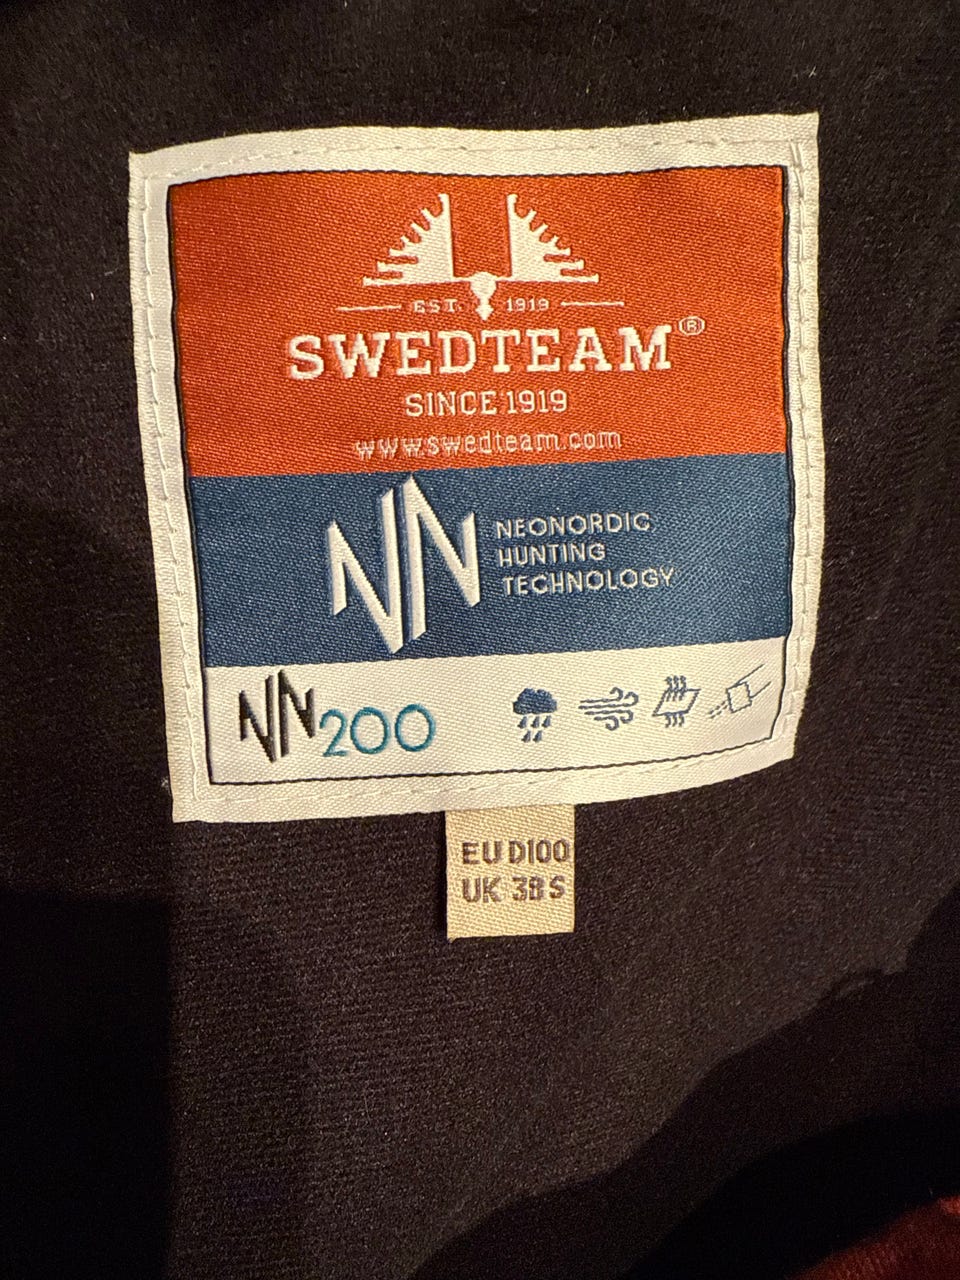 EST. 1919
SWEDTEAM®
SINCE 1919
www.swedteam.com
NN NEONORDIC
HUNTING
TECHNOLOGY
NN200
EU D100
UK 38 S